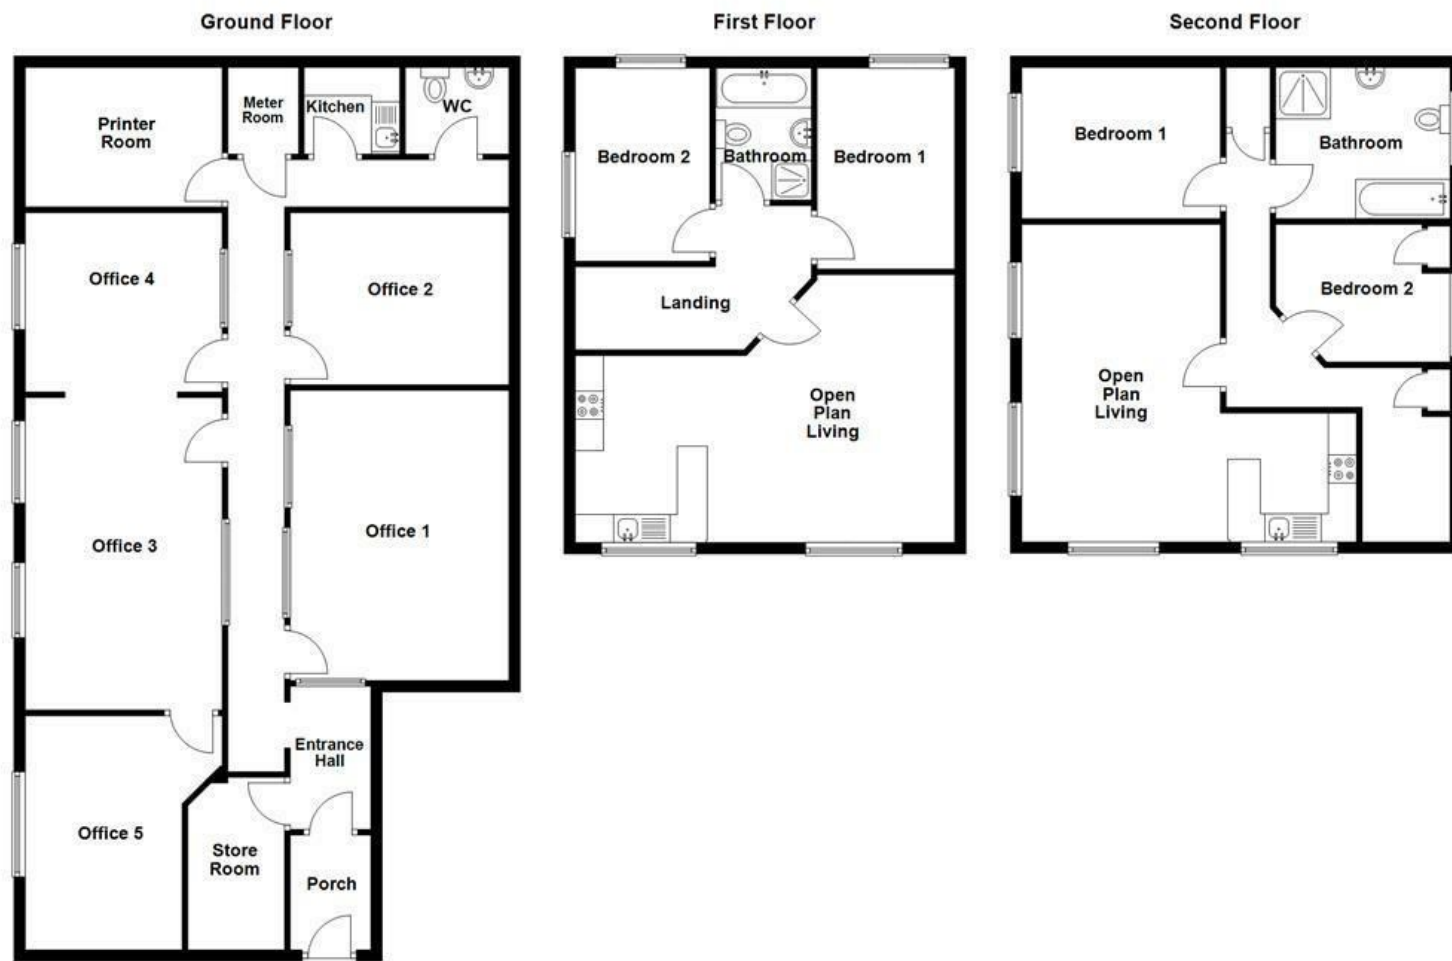 Ground Floor
Printer
Room
Meter
Room
Kitchen
WC
Office 4
Office 2
Office 3
Office 1
Entrance
Hall
Office 5
Store
Room
Porch
First Floor
Bedroom 2
Bathroom
Bedroom 1
Landing
Open
Plan
Living
Second Floor
Bedroom 1
Bathroom
Bedroom 2
Open
Plan
Living